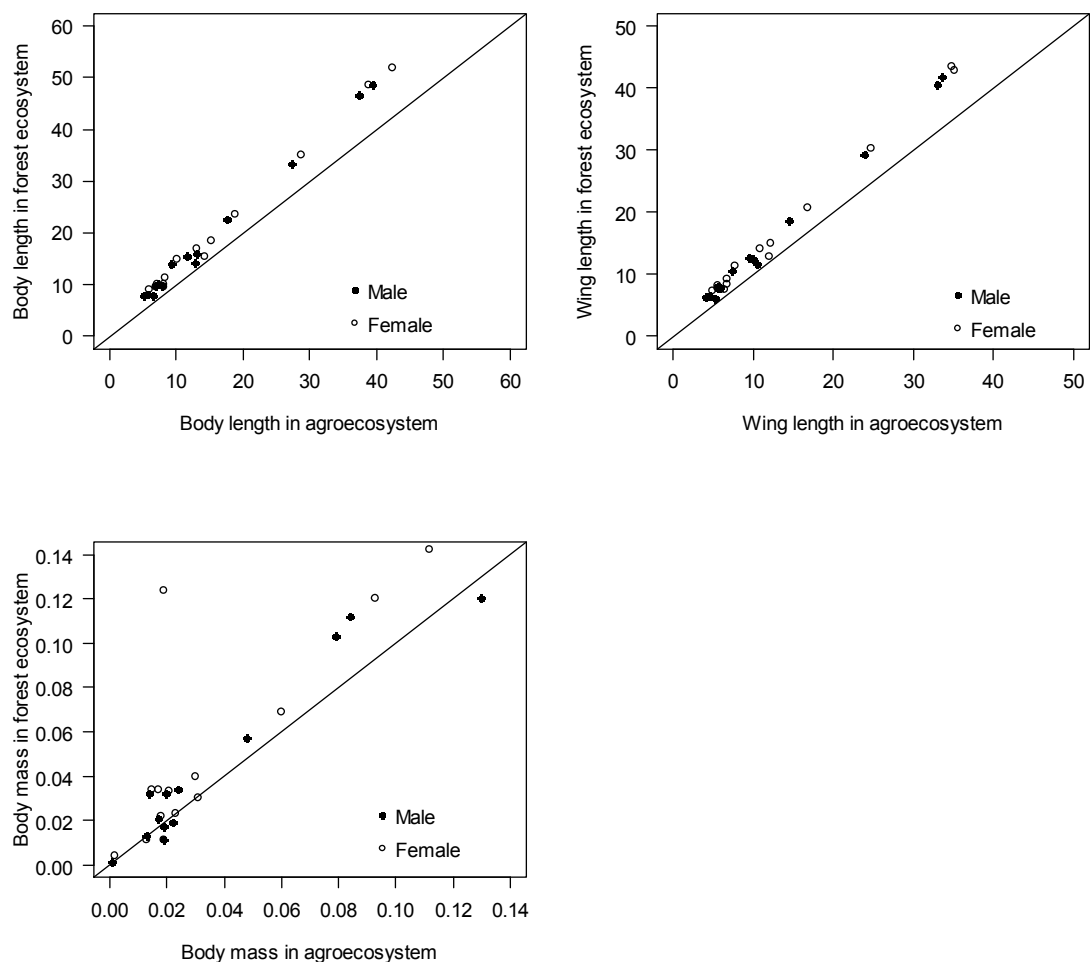 60
50
40
30
20
10
0
Body length in forest ecosystem
Male
Female
0 10 20 30 40 50 60
Body length in agroecosystem
50
40
30
20
10
0
Wing length in forest ecosystem
Male
Female
0 10 20 30 40 50
Wing length in agroecosystem
0.14
0.12
0.10
0.08
0.06
0.04
0.02
0.00
Body mass in forest ecosystem
Male
Female
0.00 0.02 0.04 0.06 0.08 0.10 0.12 0.14
Body mass in agroecosystem